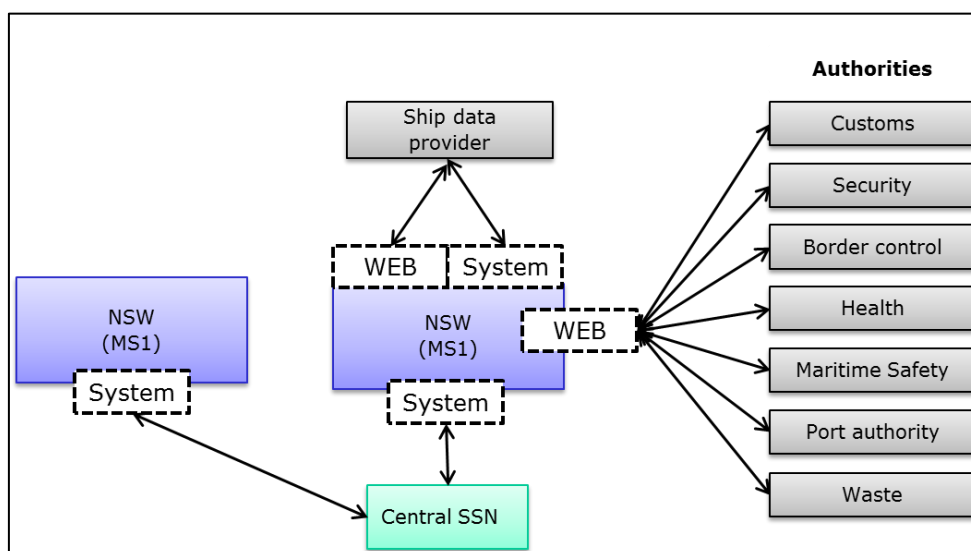 Authorities
Ship data
provider
Customs
Security
Border control
Health
Maritime Safety
Port authority
Waste
WEB
System
NSW
(MS1)
System
NSW
(MS1)
WEB
System
Central SSN